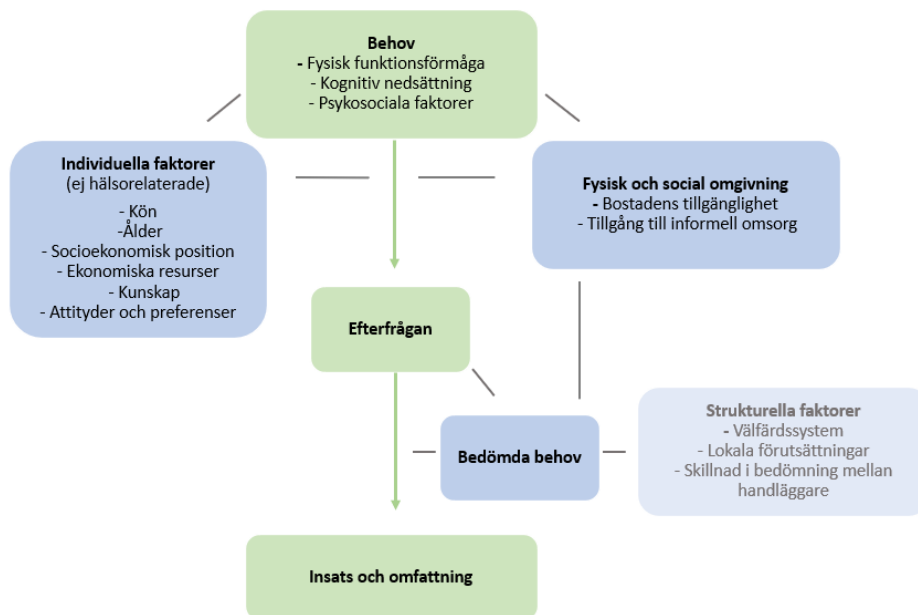 Behov
- Fysisk funktionsförmåga
- Kognitiv nedsättning
- Psykosociala faktorer
Individuella faktorer
(ej hälsorelaterade)
- Kön
-Ålder
- Socioekonomisk position
- Ekonomiska resurser
- Kunskap
- Attityder och preferenser
Fysisk och social omgivning
- Bostadens tillgänglighet
- Tillgång till informell omsorg
Efterfrågan
Bedömda behov
Strukturella faktorer
- Välfärdssystem
- Lokala förutsättningar
- Skillnad i bedömning mellan
handläggare
Insats och omfattning